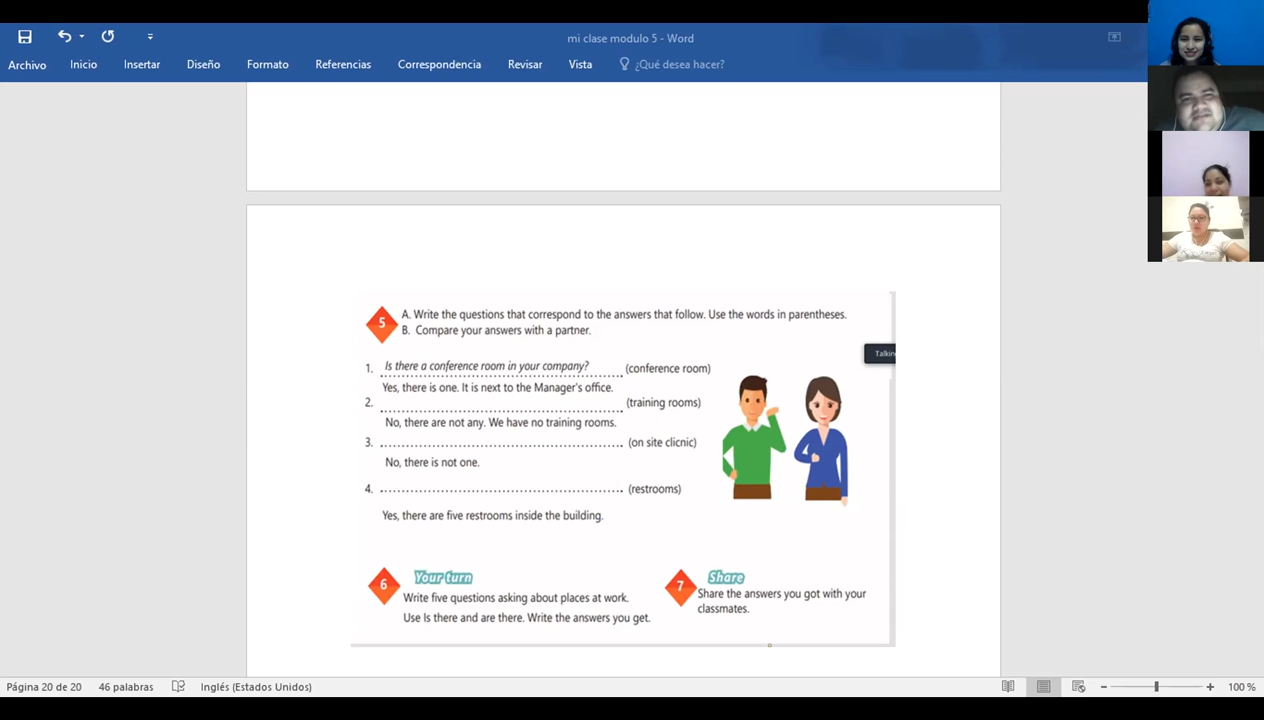 mi clase modulo 5 - Word
Archivo Inicio Insertar Diseño Formato Referencias Correspondencia Revisar Vista ¿Qué desea hacer?
5
A. Write the questions that correspond to the answers that follow. Use the words in parentheses.
B. Compare your answers with a partner.
1. Is there a conference room in your company? (conference room)
Yes, there is one. It is next to the Manager's office.
2. (training rooms)
No, there are not any. We have no training rooms.
3. (on site clicnic)
No, there is not one.
4. (restrooms)
Yes, there are five restrooms inside the building.
6 Your turn
Write five questions asking about places at work.
Use Is there and are there. Write the answers you get.
7 Share
Share the answers you got with your
classmates.
Página 20 de 20 46 palabras Inglés (Estados Unidos) 100 %